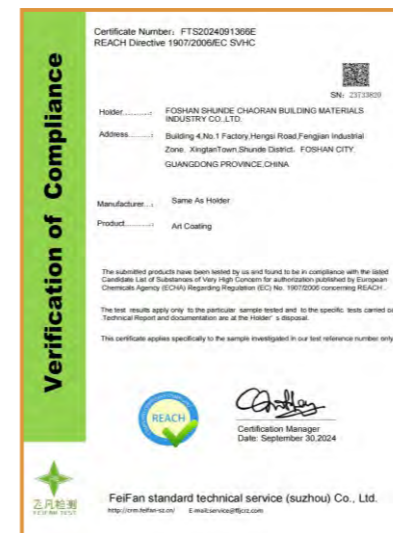 Verification of Compliance
Certificate Number: FTS2024091366E
REACH Directive 1907/2006/EC SVHC
SN: 23733820
Holder...........: FOSHAN SHUNDE CHAORAN BUILDING MATERIALS
INDUSTRY CO.,LTD.
Address...........: Building 4,No.1 Factory,Hengsi Road,Fengjian Industrial
Zone, XingtanTown,Shunde District, FOSHAN CITY,
GUANGDONG PROVINCE,CHINA
Manufacturer...: Same As Holder
Product...........: Art Coating
The submitted products have been tested by us and found to be in compliance with the listed
Candidate List of Substances of Very High Concern for authorization published by European
Chemicals Agency (ECHA) Regarding Regulation (EC) No. 1907/2006 concerning REACH .
The test results apply only to the particular sample tested and to the specific tests carried ou
.Technical Report and documentation are at the Holder's disposal.
This certificate applies specifically to the sample investigated in our test reference number only
REACH
Certification Manager
Date: September 30,2024
飞凡检测
FEIFAN TEST
FeiFan standard technical service (suzhou) Co., Ltd.
http://crm.feifan-sz.cn/ E-mail:service@ffjcrz.com